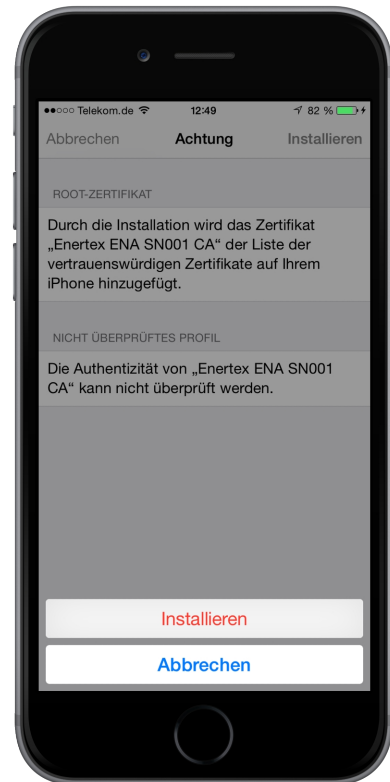 ●●○○○ Telekom.de 12:49 82 %
Abbrechen Achtung Installieren
ROOT-ZERTIFIKAT
Durch die Installation wird das Zertifikat
„Enertex ENA SN001 CA“ der Liste der
vertrauenswürdigen Zertifikate auf Ihrem
iPhone hinzugefügt.
NICHT ÜBERPRÜFTES PROFIL
Die Authentizität von „Enertex ENA SN001
CA“ kann nicht überprüft werden.
Installieren
Abbrechen